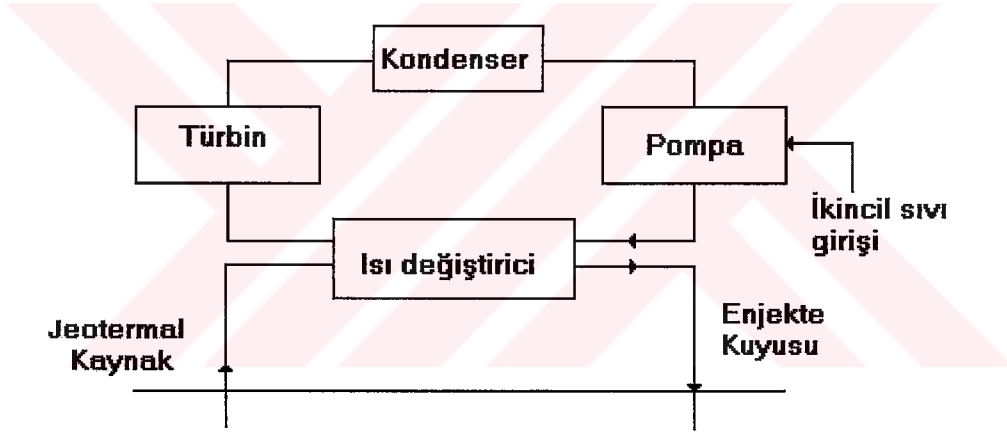 Kondenser
Türbin
Pompa
İkincil sıvı
girişi
Isı değiştirici
Jeotermal
Kaynak
Enjekte
Kuyusu